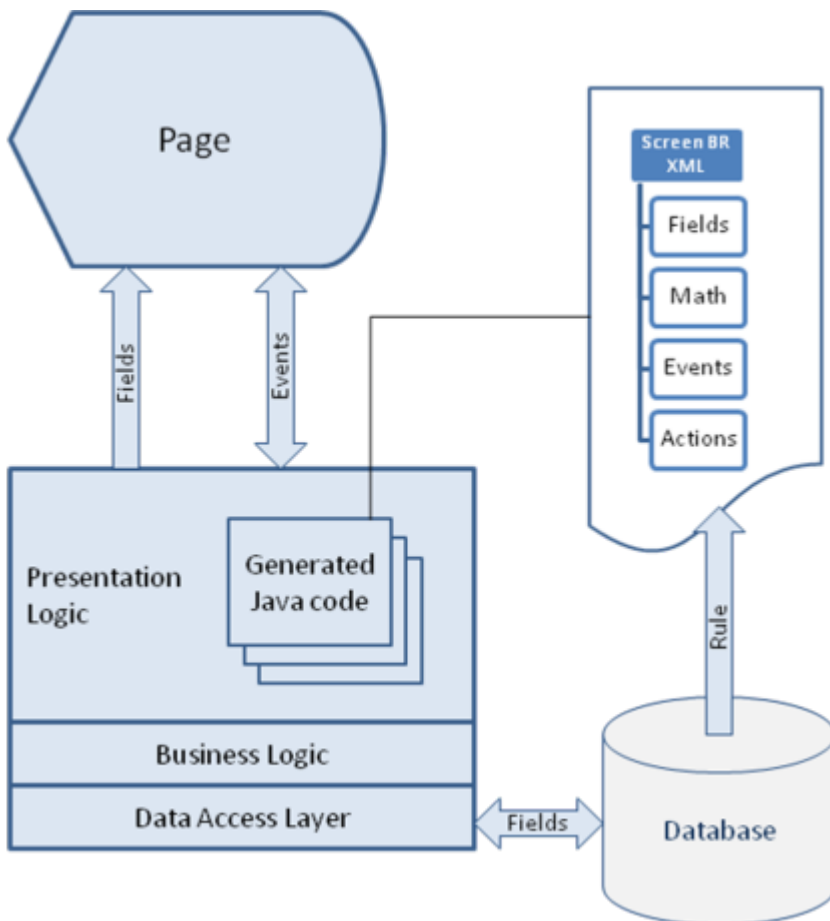 Page
Screen BR
XML
Fields
Math
Events
Actions
Fields
Events
Presentation
Logic
Generated
Java code
Rule
Business Logic
Data Access Layer
Fields
Database